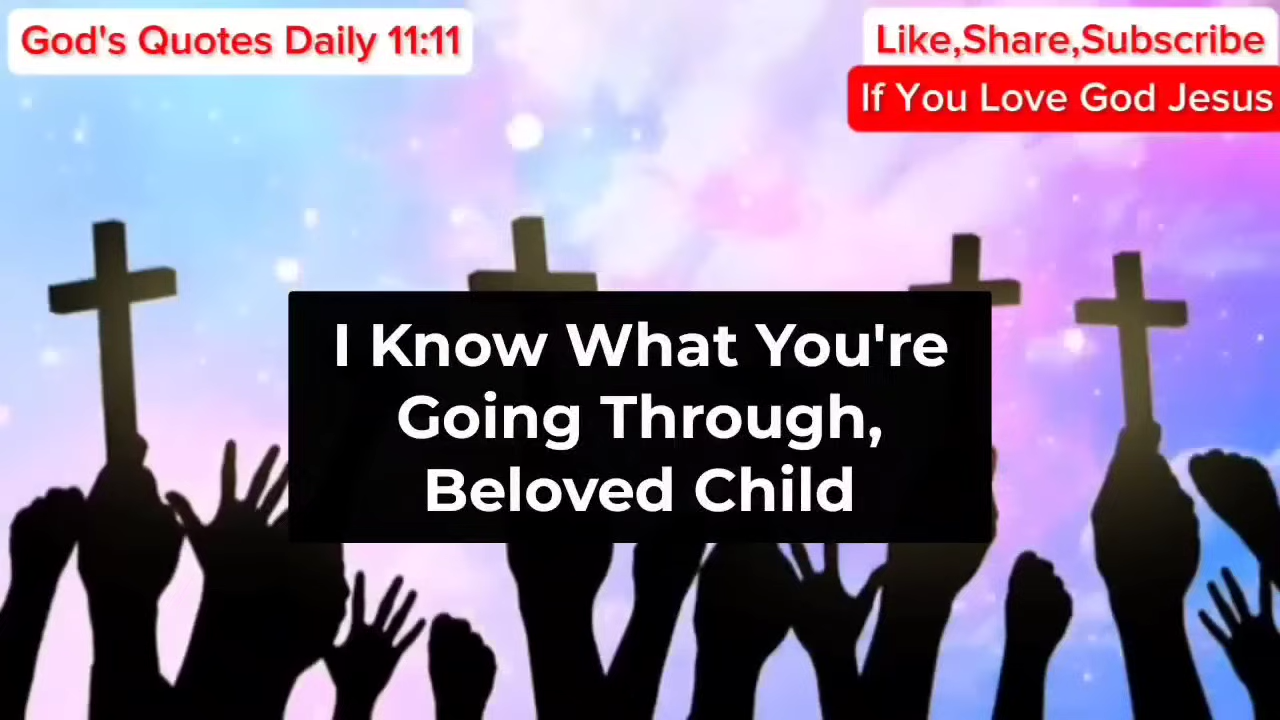 God's Quotes Daily 11:11
Like,Share,Subscribe
If You Love God Jesus
I Know What You're
Going Through,
Beloved Child